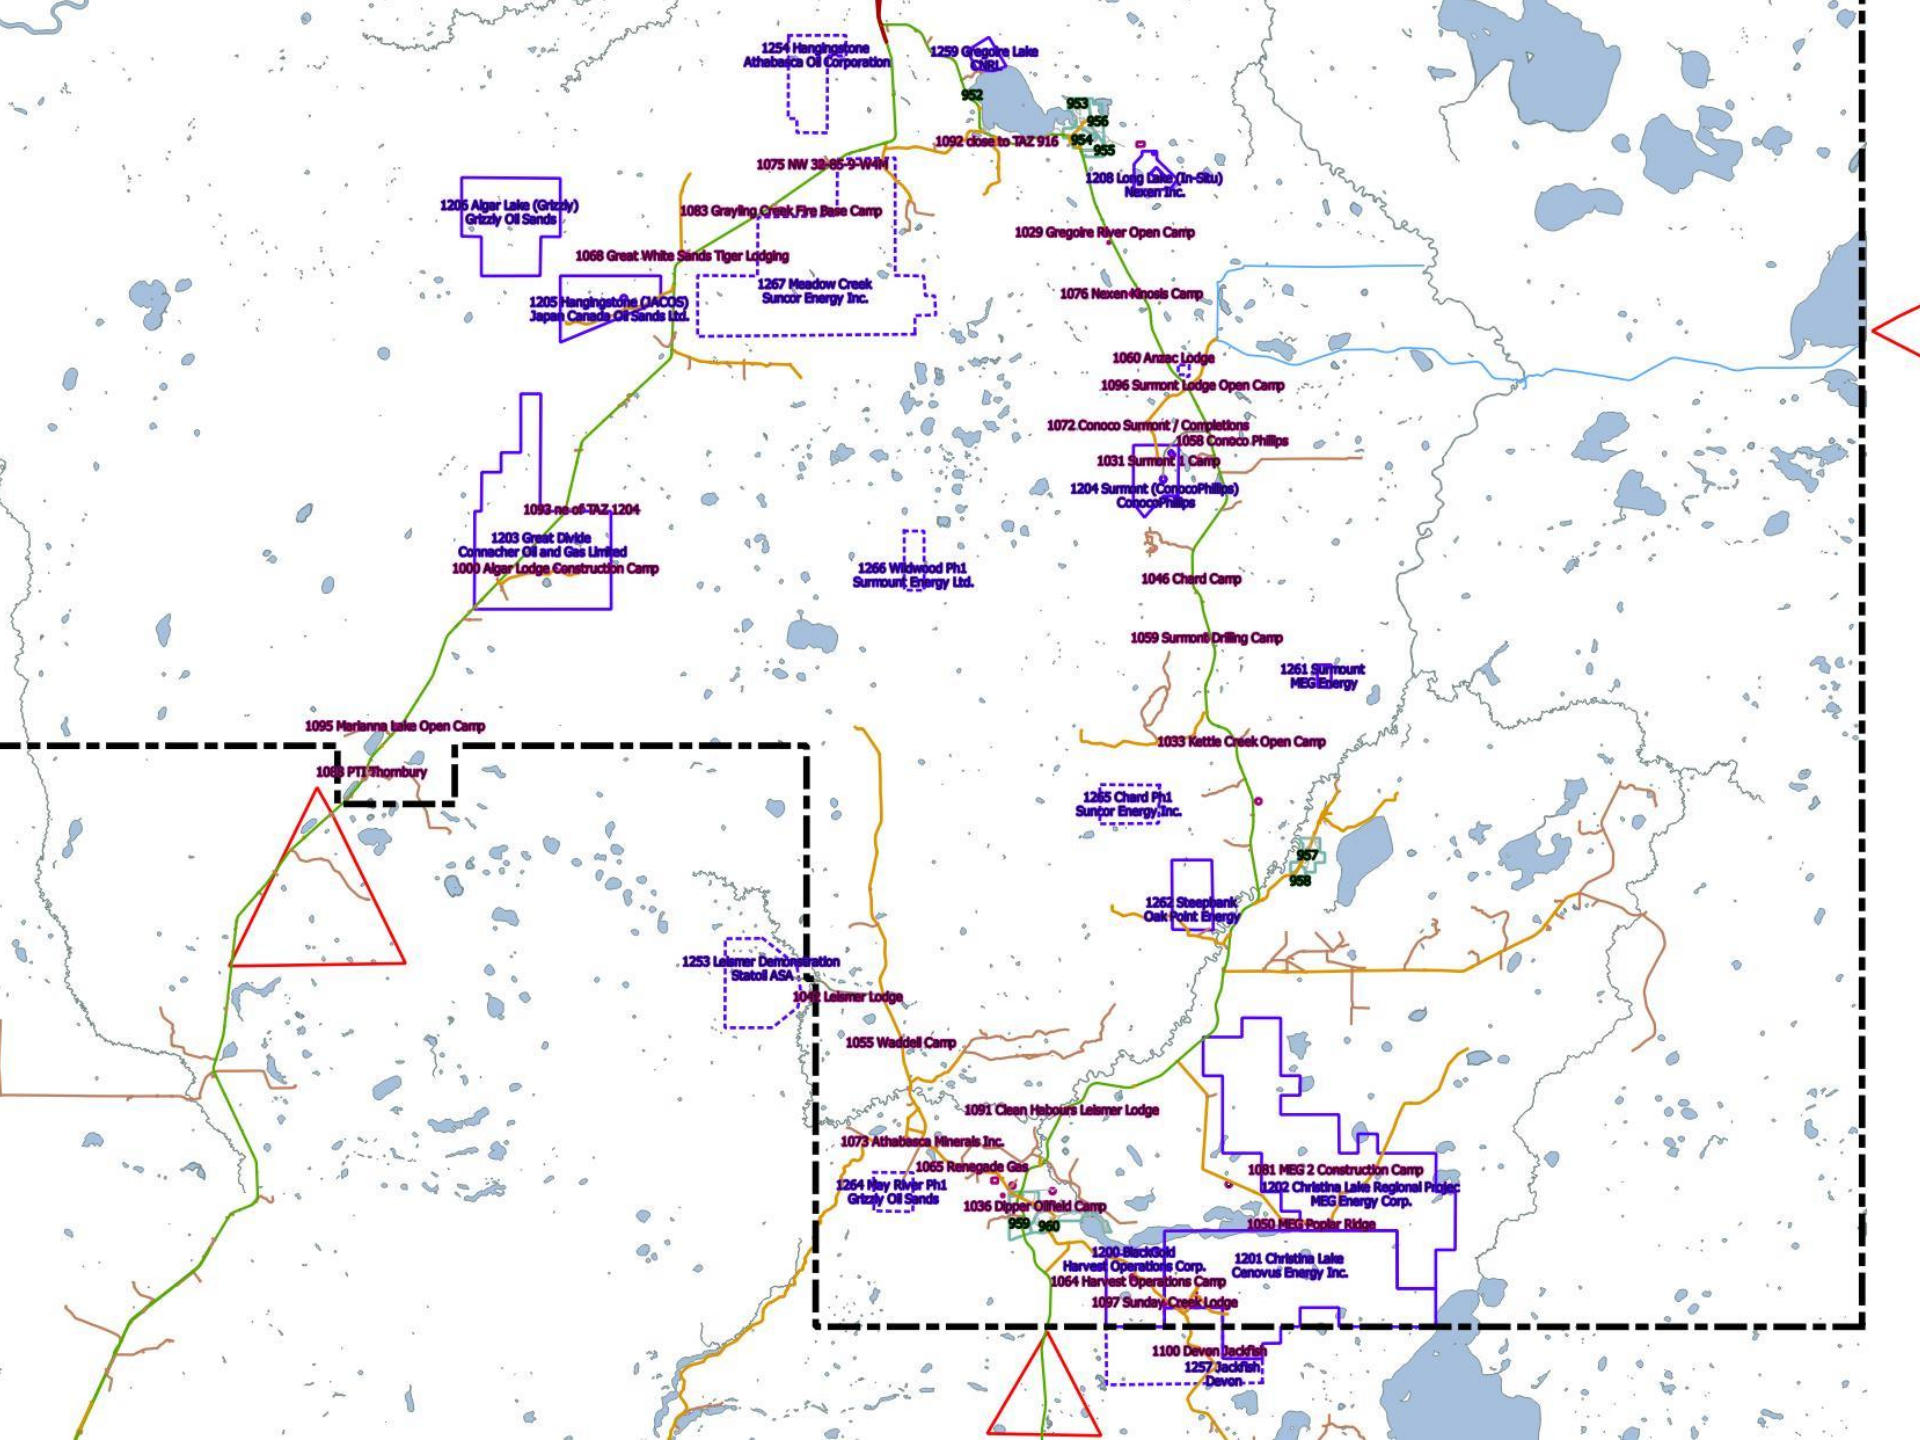 1254 Hangingstone
Athabasca Oil Corporation
1259 Gregoire Lake
CNRL
952
953
956
954
955
1092 close to TAZ 916
1075 NW 32-85-9-W4M
1208 Long Lake (In-Situ)
Nexen Inc.
1206 Algar Lake (Grizzly)
Grizzly Oil Sands
1083 Grayling Creek Fire Base Camp
1029 Gregoire River Open Camp
1068 Great White Sands Tiger Lodging
1267 Meadow Creek
Suncor Energy Inc.
1076 Nexen Kinosis Camp
1205 Hangingstone (JACOS)
Japan Canada Oil Sands Ltd.
1060 Anzac Lodge
1096 Surmont Lodge Open Camp
1072 Conoco Surmont / Completions
1058 Conoco Phillips
1031 Surmont 1 Camp
1204 Surmont (ConocoPhillips)
ConocoPhillips
1093 ne of TAZ 1204
1203 Great Divide
Connacher Oil and Gas Limited
1000 Algar Lodge Construction Camp
1266 Wildwood Ph1
Surmount Energy Ltd.
1046 Chard Camp
1059 Surmont Drilling Camp
1261 Surmount
MEG Energy
1095 Marianna Lake Open Camp
1033 Kettle Creek Open Camp
1088 PTI Thornbury
1265 Chard Ph1
Suncor Energy Inc.
957
958
1262 Steepbank
Oak Point Energy
1253 Leismer Demonstration
Statoil ASA
1042 Leismer Lodge
1055 Waddell Camp
1091 Clean Habours Leismer Lodge
1073 Athabasca Minerals Inc.
1065 Renegade Gas
1081 MEG 2 Construction Camp
1264 May River Ph1
Grizzly Oil Sands
1202 Christina Lake Regional Projec
MEG Energy Corp.
1036 Dipper Oilfield Camp
959
960
1050 MEG Poplar Ridge
1200 BlackGold
Harvest Operations Corp.
1201 Christina Lake
Cenovus Energy Inc.
1064 Harvest Operations Camp
1097 Sunday Creek Lodge
1100 Devon Jackfish
1257 Jackfish
Devon